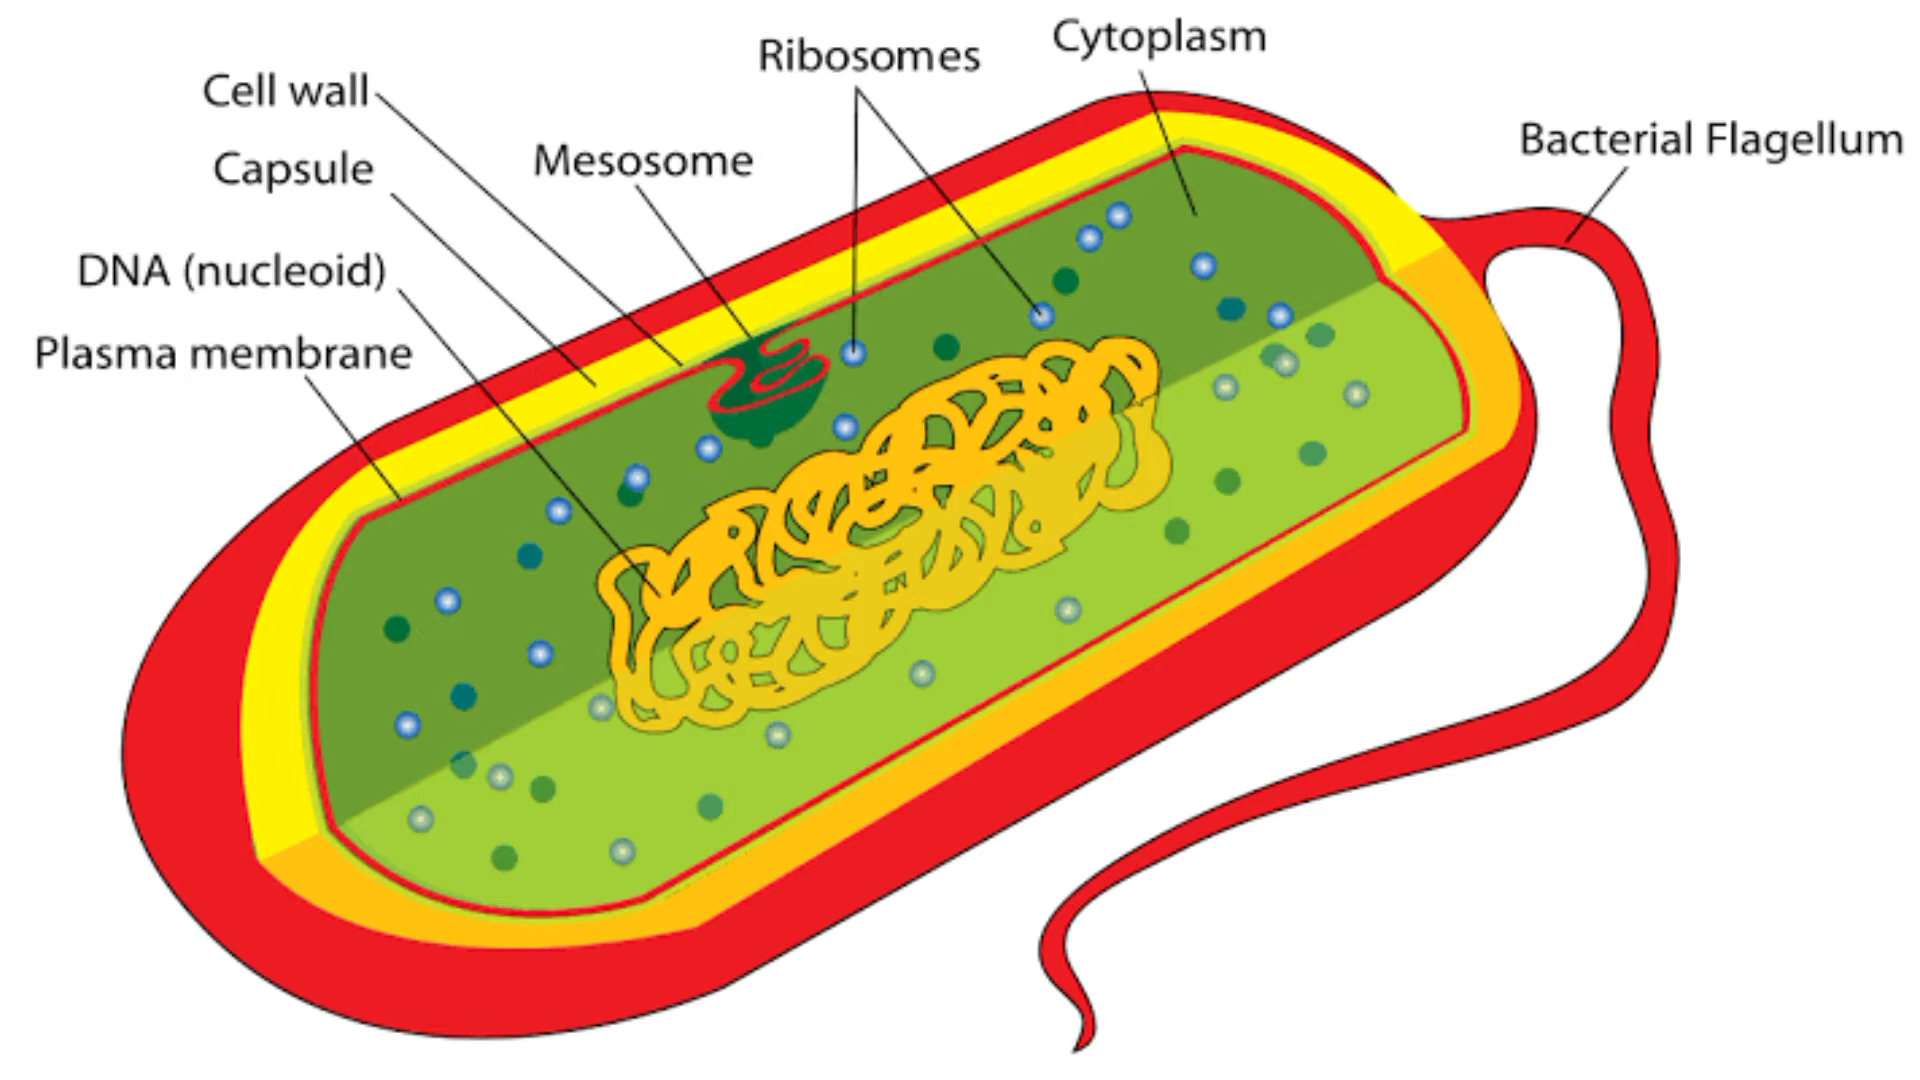 Cytoplasm
Ribosomes
Cell wall
Bacterial Flagellum
Mesosome
Capsule
DNA (nucleoid)
Plasma membrane